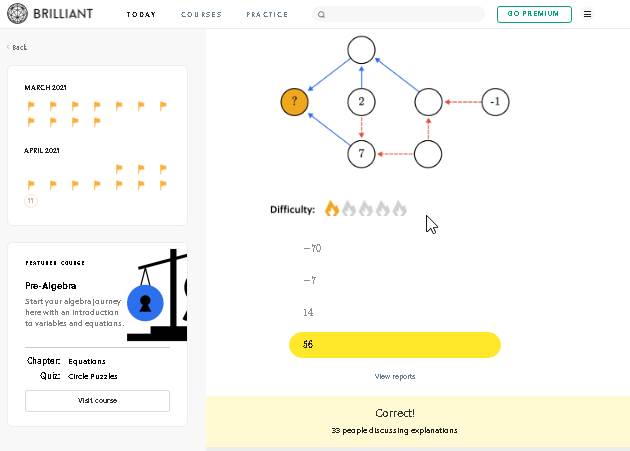 BRILLIANT
TODAY
COURSES
PRACTICE
GO PREMIUM
Back
MARCH 2021
APRIL 2021
11
FEATURED COURSE
Pre-Algebra
Start your algebra journey
here with an introduction
to variables and equations.
Chapter: Equations
Quiz: Circle Puzzles
Visit course
?
2
-1
7
Difficulty:
-70
-7
14
56
View reports
Correct!
33 people discussing explanations